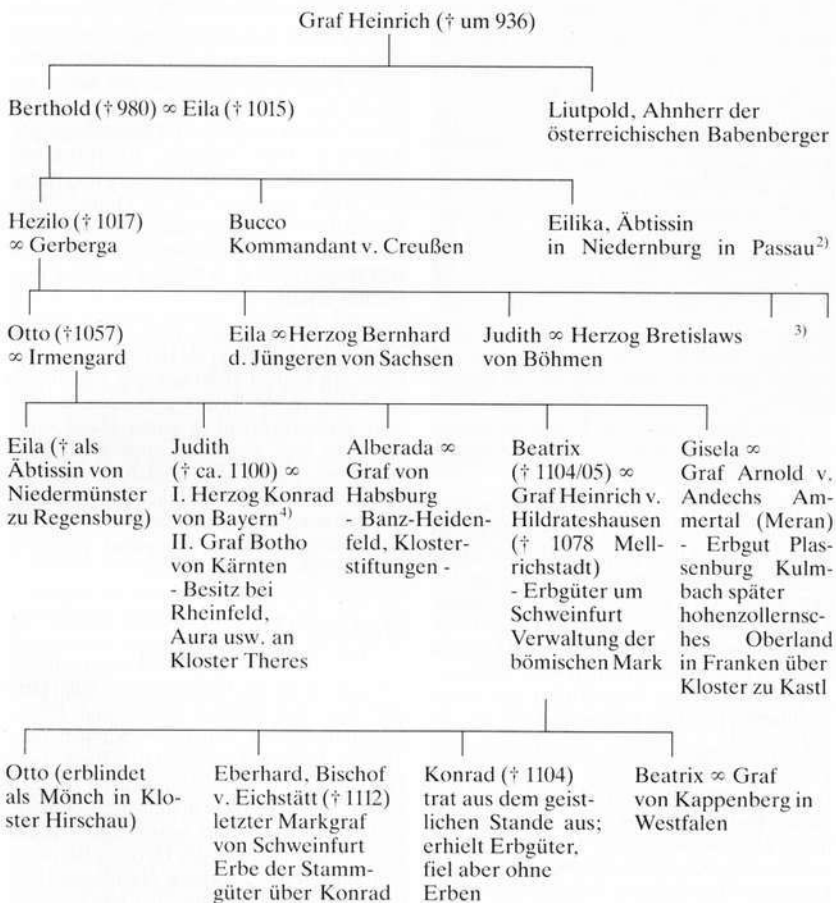 Graf Heinrich († um 936)
Berthold († 980) ∞ Eila († 1015)
Liutpold, Ahnherr der
österreichischen Babenberger
Hezilo († 1017)
∞ Gerberga
Bucco
Kommandant v. Creußen
Eilika, Äbtissin
in Niedernburg in Passau²⁾
Otto (†1057)
∞ Irmengard
Eila ∞Herzog Bernhard
d. Jüngeren von Sachsen
Judith ∞ Herzog Bretislaws
von Böhmen
³⁾
Eila († als
Äbtissin von
Niedermünster
zu Regensburg)
Judith
(† ca. 1100) ∞
I. Herzog Konrad
von Bayern⁴⁾
II. Graf Botho
von Kärnten
- Besitz bei
Rheinfeld,
Aura usw. an
Kloster Theres
Alberada ∞
Graf von
Habsburg
- Banz-Heiden-
feld, Kloster-
stiftungen -
Beatrix
(† 1104/05) ∞
Graf Heinrich v.
Hildrateshausen
(† 1078 Mell-
richstadt)
- Erbgüter um
Schweinfurt
Verwaltung der
bömischen Mark
Gisela ∞
Graf Arnold v.
Andechs Am-
mertal (Meran)
- Erbgut Plas-
senburg Kulm-
bach später
hohenzollernsc-
hes Oberland
in Franken über
Kloster zu Kastl
Otto (erblindet
als Mönch in Klo-
ster Hirschau)
Eberhard, Bischof
v. Eichstätt († 1112)
letzter Markgraf
von Schweinfurt
Erbe der Stamm-
güter über Konrad
Konrad († 1104)
trat aus dem geist-
lichen Stande aus;
erhielt Erbgüter,
fiel aber ohne
Erben
Beatrix ∞ Graf
von Kappenberg in
Westfalen